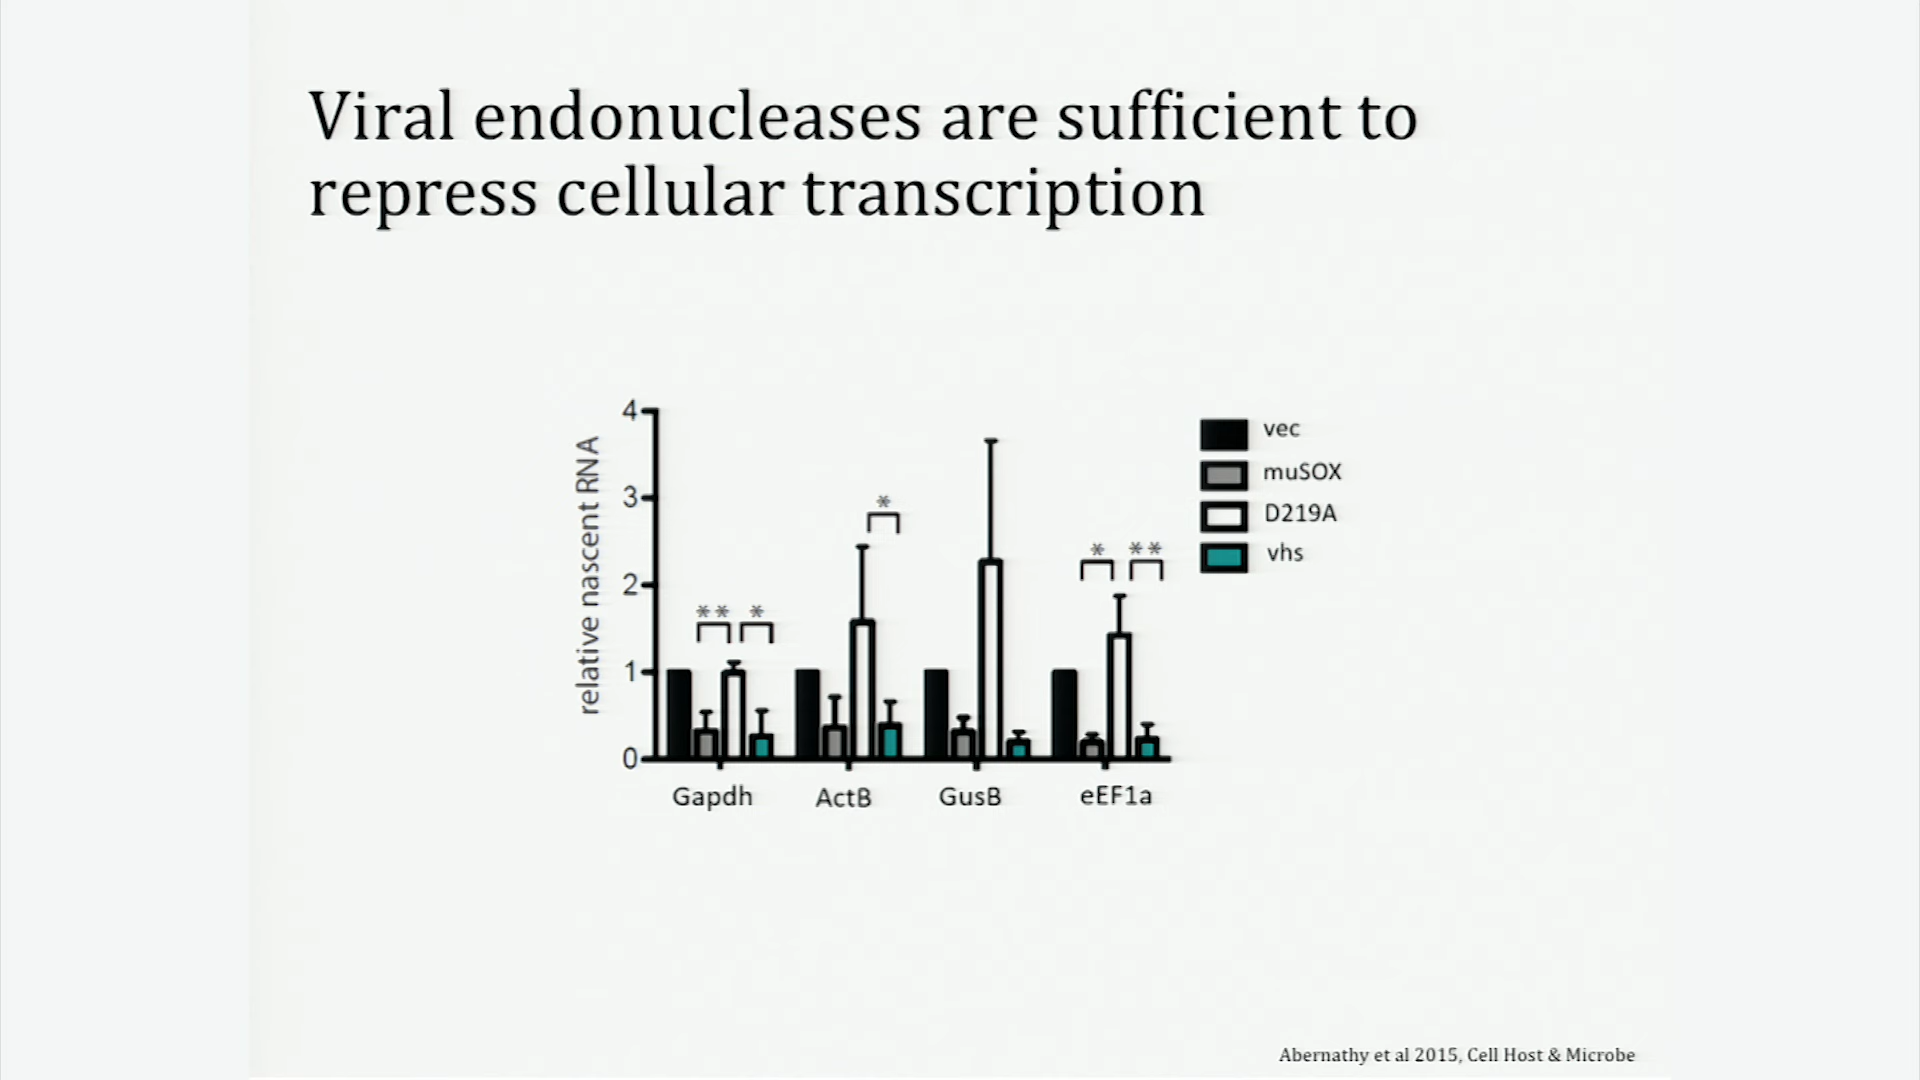 Viral endonucleases are sufficient to
repress cellular transcription
relative nascent RNA
4
3
2
1
0
** *
*
* **
Gapdh ActB GusB eEF1a
vec
muSOX
D219A
vhs
Abernathy et al 2015, Cell Host & Microbe